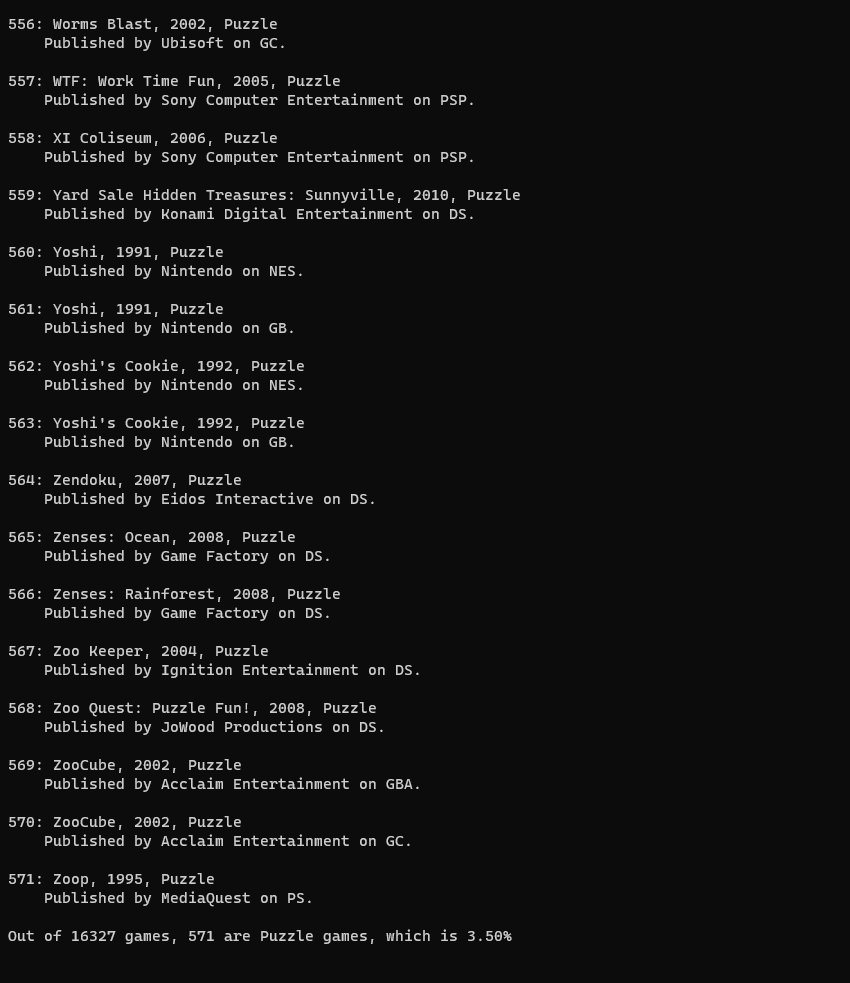 556: Worms Blast, 2002, Puzzle
    Published by Ubisoft on GC.
557: WTF: Work Time Fun, 2005, Puzzle
    Published by Sony Computer Entertainment on PSP.
558: XI Coliseum, 2006, Puzzle
    Published by Sony Computer Entertainment on PSP.
559: Yard Sale Hidden Treasures: Sunnyville, 2010, Puzzle
    Published by Konami Digital Entertainment on DS.
560: Yoshi, 1991, Puzzle
    Published by Nintendo on NES.
561: Yoshi, 1991, Puzzle
    Published by Nintendo on GB.
562: Yoshi's Cookie, 1992, Puzzle
    Published by Nintendo on NES.
563: Yoshi's Cookie, 1992, Puzzle
    Published by Nintendo on GB.
564: Zendoku, 2007, Puzzle
    Published by Eidos Interactive on DS.
565: Zenses: Ocean, 2008, Puzzle
    Published by Game Factory on DS.
566: Zenses: Rainforest, 2008, Puzzle
    Published by Game Factory on DS.
567: Zoo Keeper, 2004, Puzzle
    Published by Ignition Entertainment on DS.
568: Zoo Quest: Puzzle Fun!, 2008, Puzzle
    Published by JoWood Productions on DS.
569: ZooCube, 2002, Puzzle
    Published by Acclaim Entertainment on GBA.
570: ZooCube, 2002, Puzzle
    Published by Acclaim Entertainment on GC.
571: Zoop, 1995, Puzzle
    Published by MediaQuest on PS.
Out of 16327 games, 571 are Puzzle games, which is 3.50%